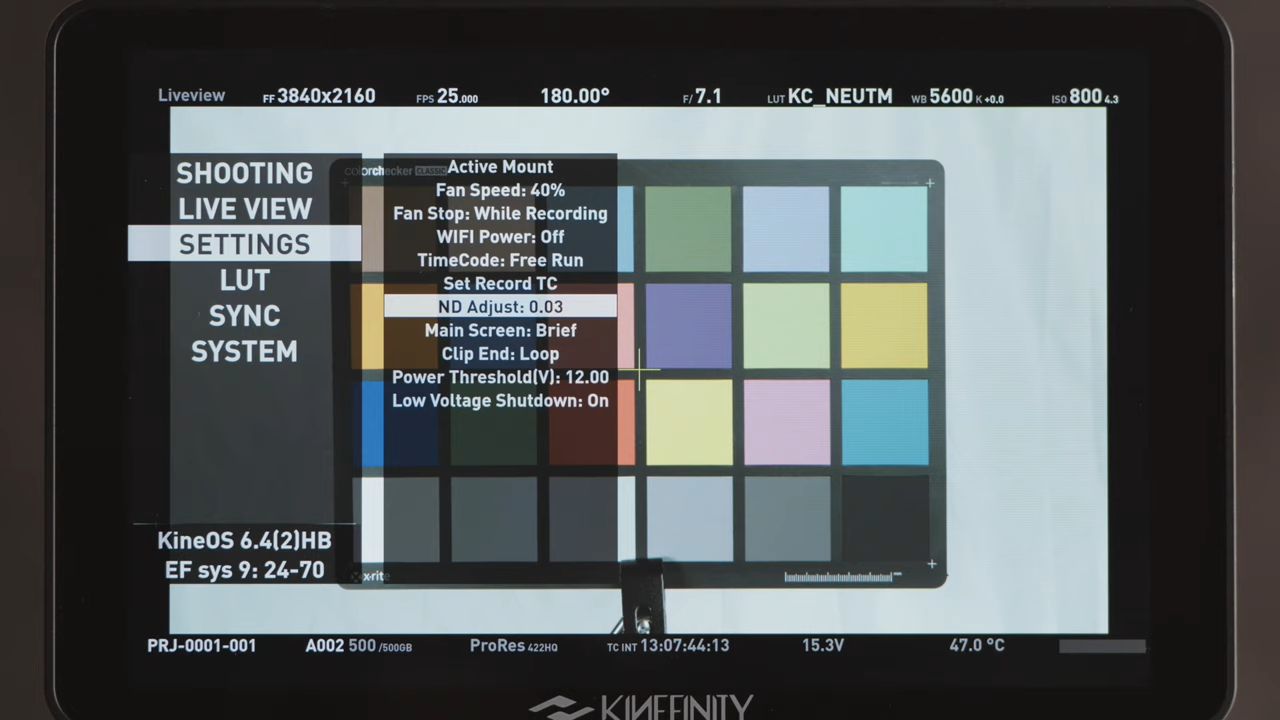 Liveview FF 3840x2160 FPS 25.000 180.00° F/ 7.1 LUT KC_NEUTM WB 5600 K +0.0 ISO 800 4.3
SHOOTING
LIVE VIEW
SETTINGS
LUT
SYNC
SYSTEM
colorchecker CLASSIC
Active Mount
Fan Speed: 40%
Fan Stop: While Recording
WIFI Power: Off
TimeCode: Free Run
Set Record TC
ND Adjust: 0.03
Main Screen: Brief
Clip End: Loop
Power Threshold(V): 12.00
Low Voltage Shutdown: On
KineOS 6.4(2)HB
EF sys 9: 24-70
x-rite
PRJ-0001-001 A002 500 /500GB ProRes 422HQ TC INT 13:07:44:13 15.3V 47.0 °C
KINEFINITY